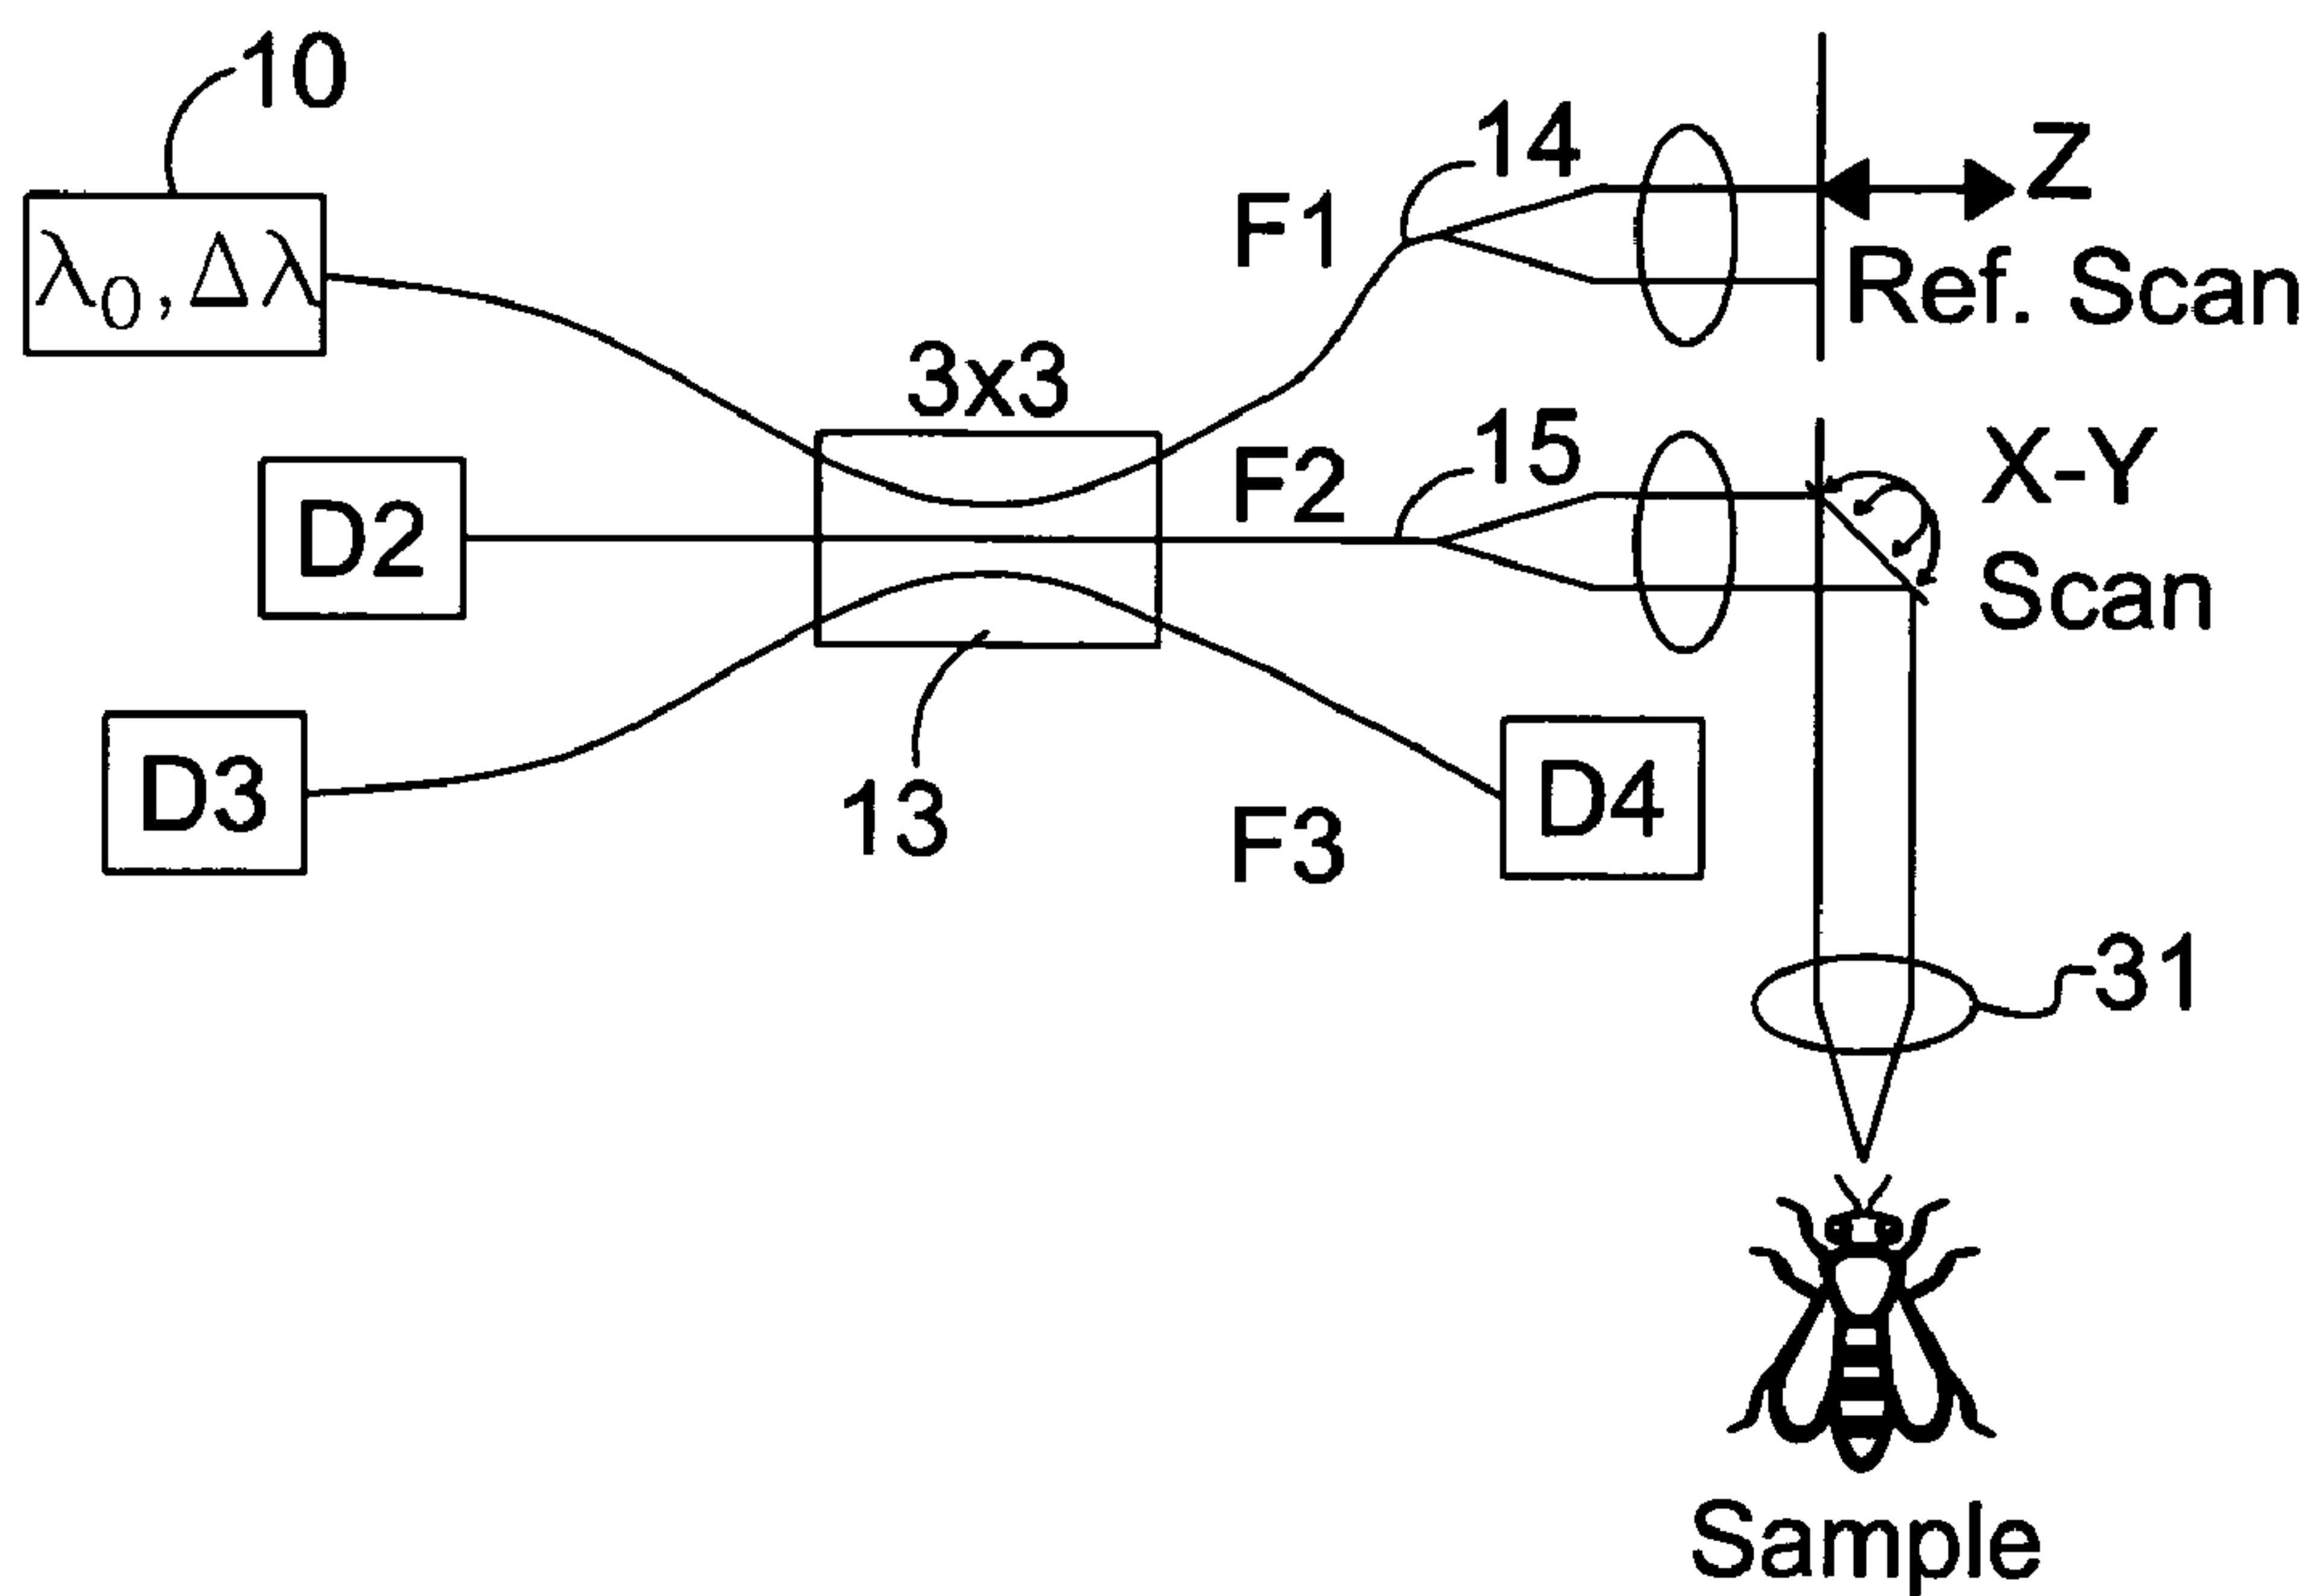 10
λ₀, Δλ
14
F1
Z
Ref. Scan
3x3
F2
15
X-Y
Scan
D2
D3
13
F3
D4
31
Sample